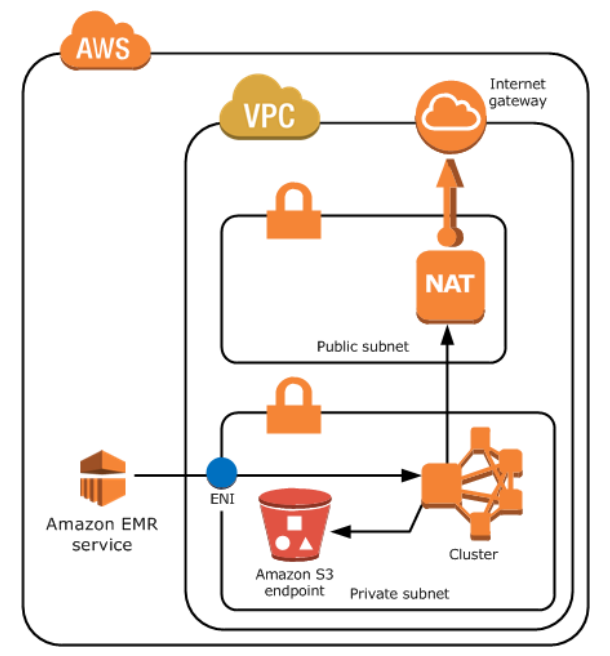 AWS
Internet
gateway
VPC
NAT
Public subnet
ENI
Amazon EMR
service
Cluster
Amazon S3
endpoint
Private subnet